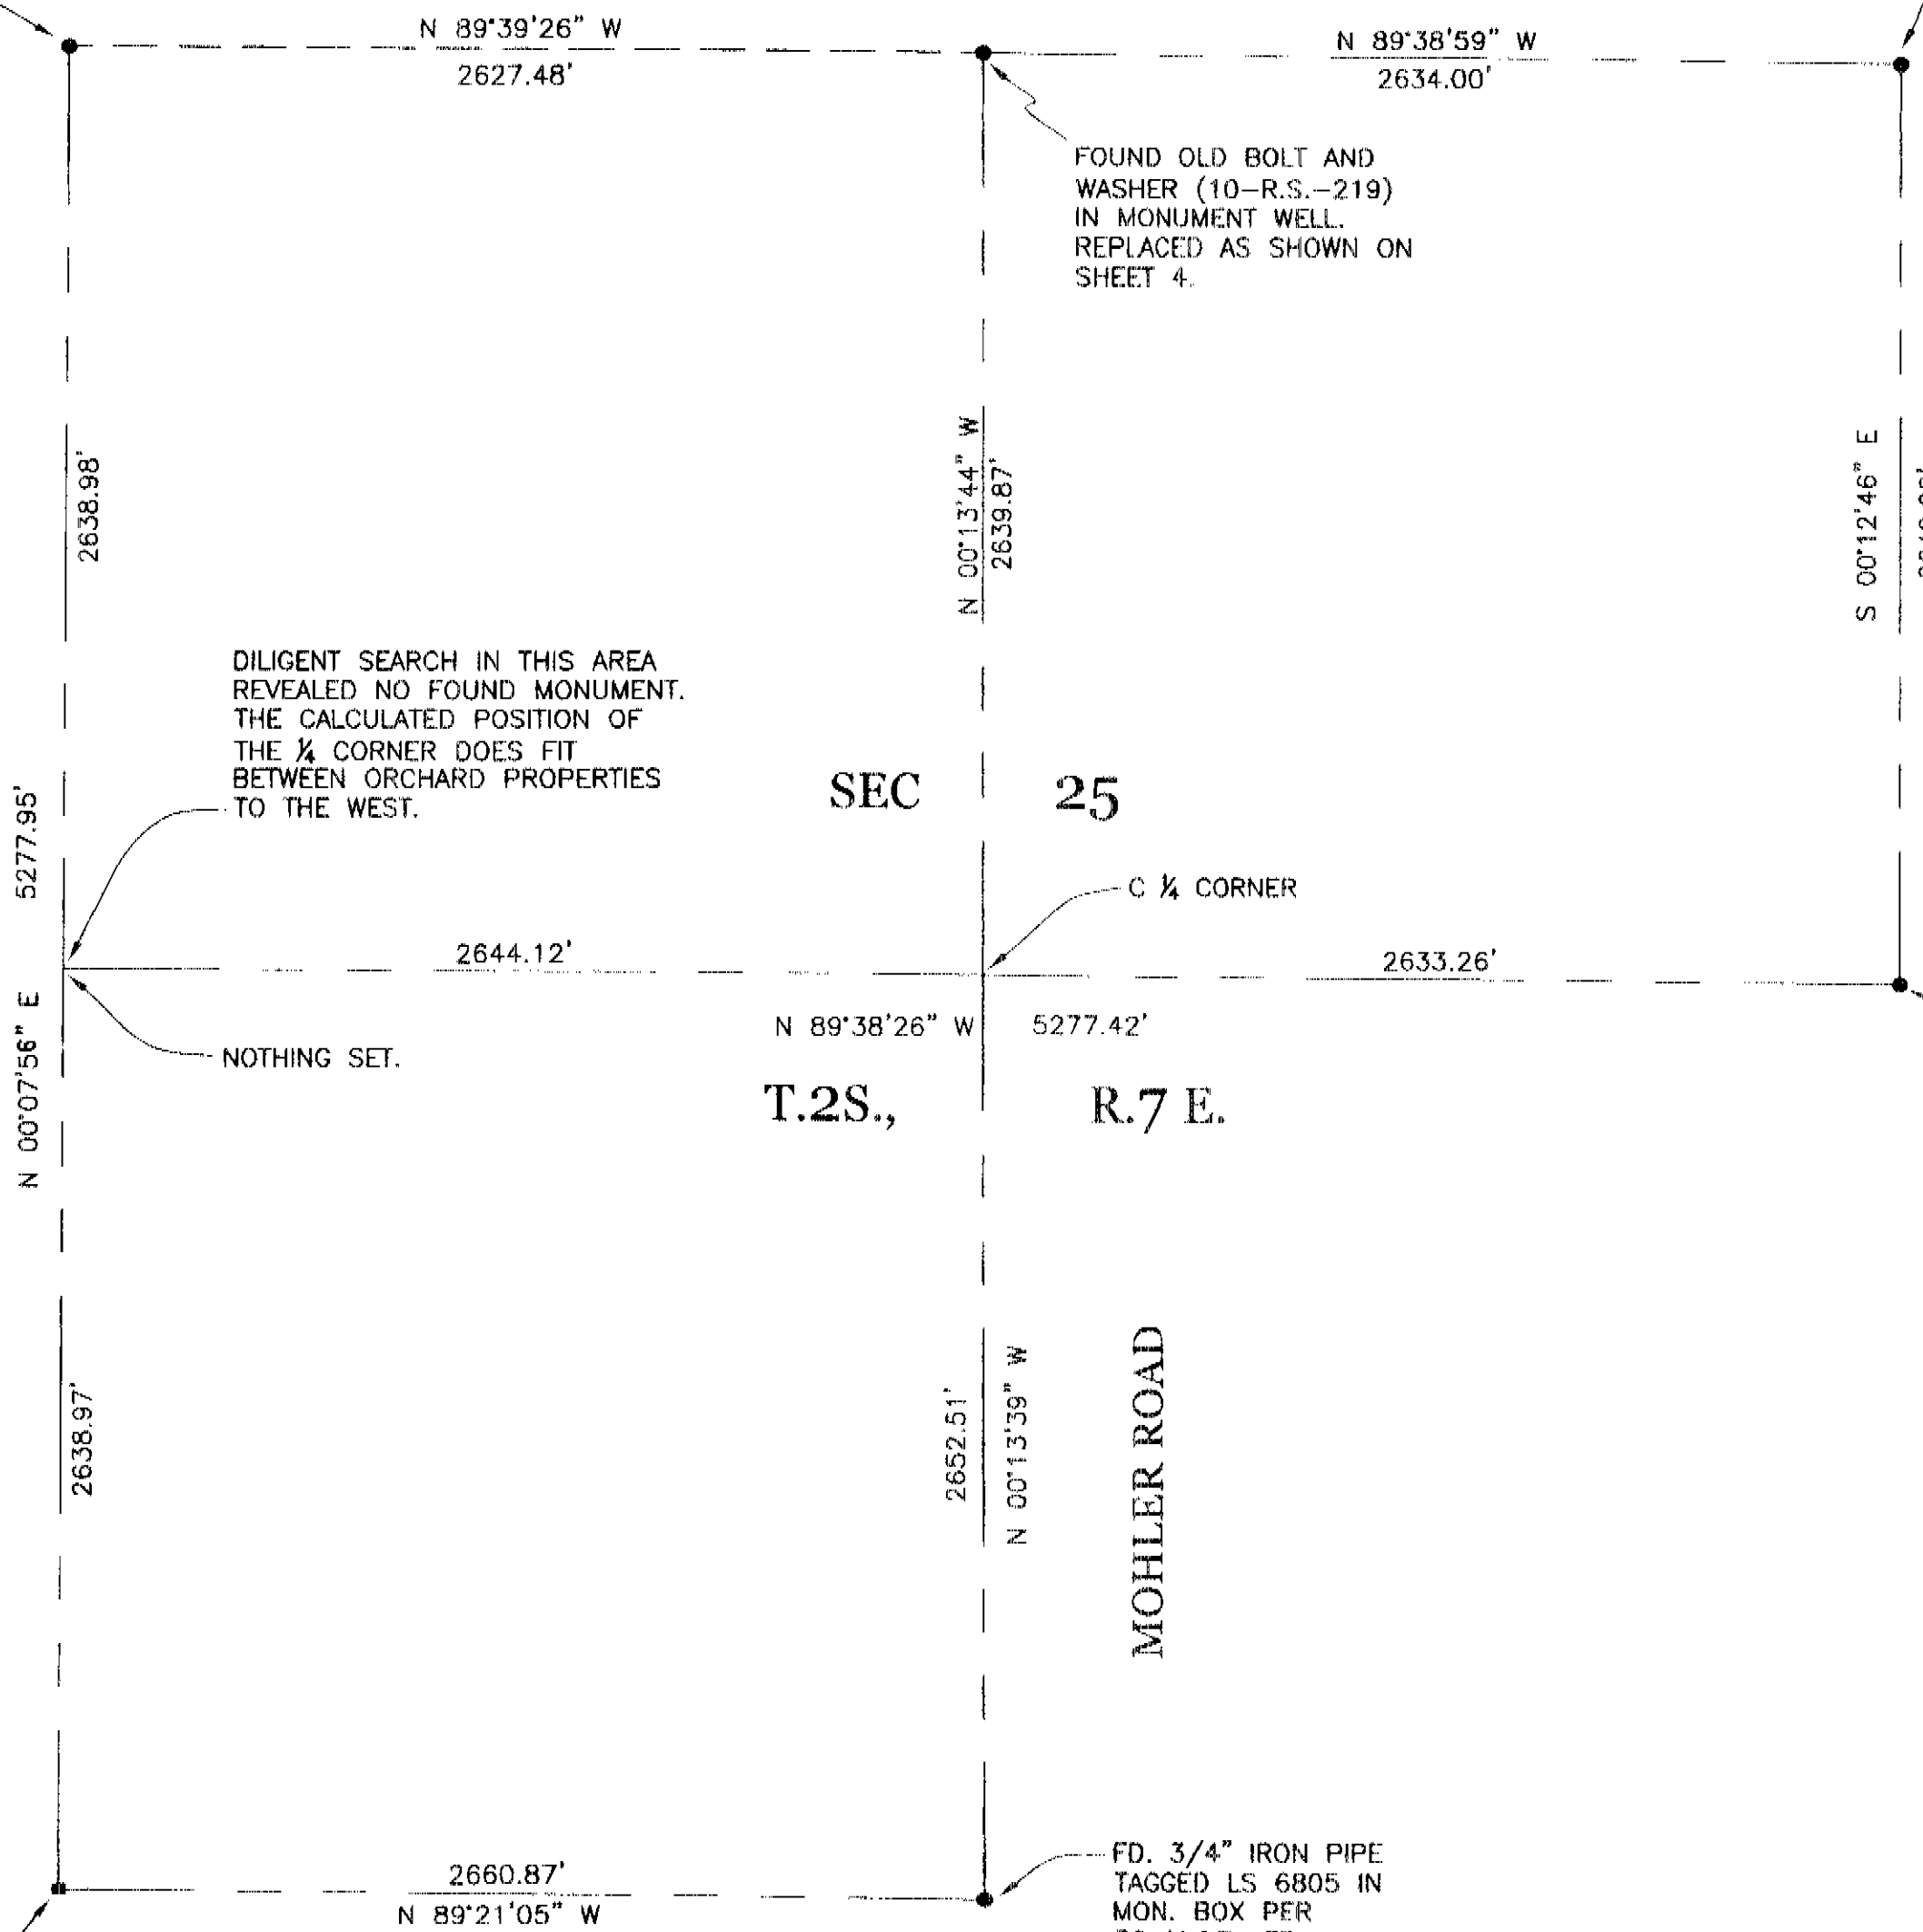 N 89°39'26" W
2627.48'
N 89°38'59" W
2634.00'
FOUND OLD BOLT AND
WASHER (10-R.S.-219)
IN MONUMENT WELL.
REPLACED AS SHOWN ON
SHEET 4.
2638.98'
N 00°13'44" W
2639.87'
S 00°12'46" E
DILIGENT SEARCH IN THIS AREA
REVEALED NO FOUND MONUMENT.
THE CALCULATED POSITION OF
THE ¼ CORNER DOES FIT
BETWEEN ORCHARD PROPERTIES
TO THE WEST.
SEC 25
N 00°07'56" E 5277.95'
C ¼ CORNER
2644.12'
2633.26'
N 89°38'26" W 5277.42'
NOTHING SET.
T.2S., R.7 E.
2638.97'
2652.51'
N 00°13'39" W
MOHLER ROAD
2660.87'
N 89°21'05" W
FD. 3/4" IRON PIPE
TAGGED LS 6805 IN
MON. BOX PER